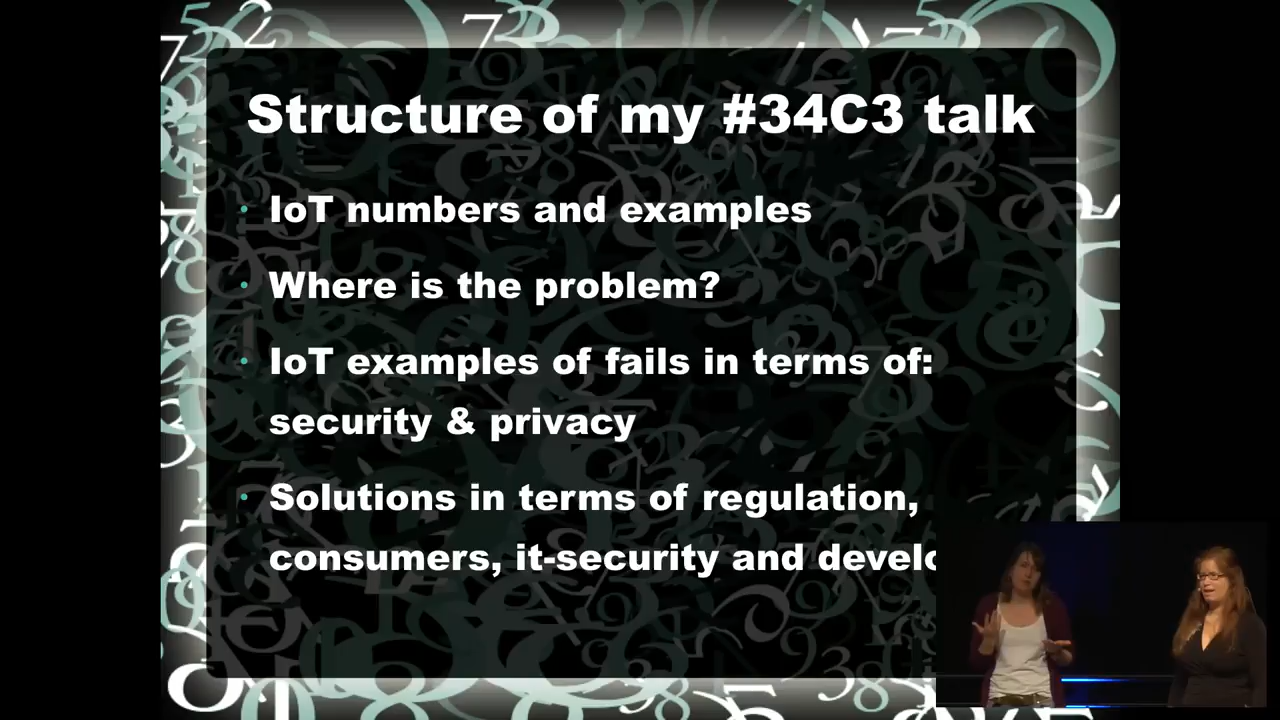 Structure of my #34C3 talk
IoT numbers and examples
Where is the problem?
IoT examples of fails in terms of:
security & privacy
Solutions in terms of regulation,
consumers, it-security and